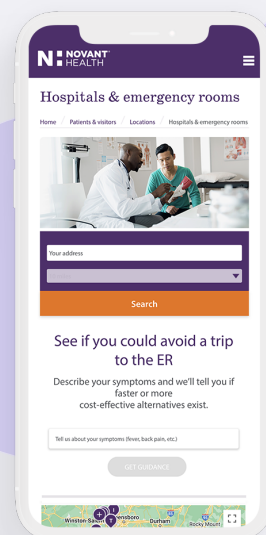 NOVANT
HEALTH
Hospitals & emergency rooms
Home / Patients & visitors / Locations / Hospitals & emergency rooms
Your address
Search
See if you could avoid a trip
to the ER
Describe your symptoms and we'll tell you if
faster or more
cost-effective alternatives exist.
Tell us about your symptoms (fever, back pain, etc.)
GET GUIDANCE
Winston-Salem
Durham
Rocky Mount